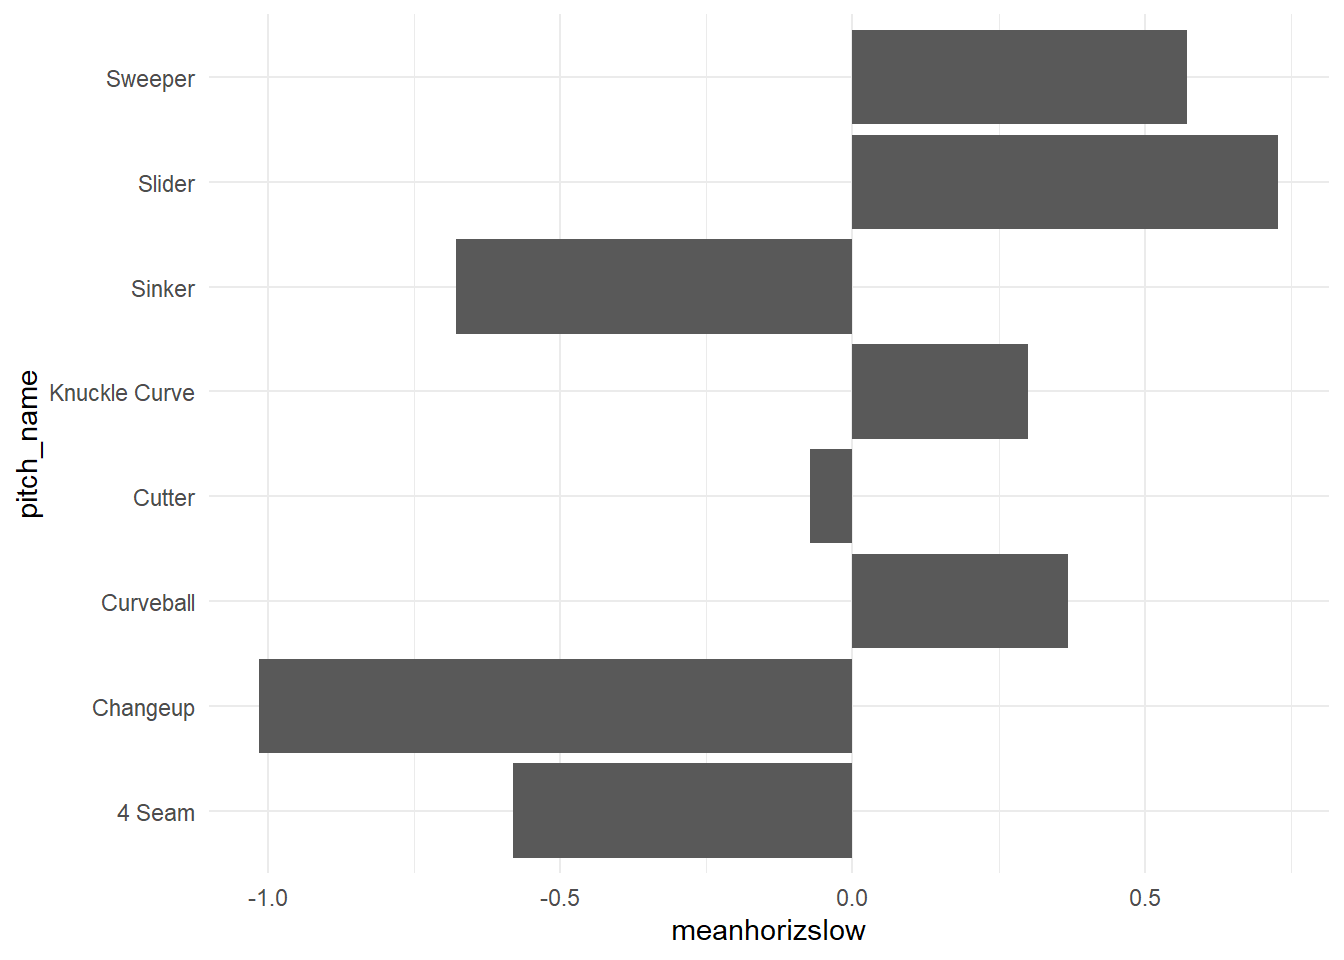 Sweeper
Slider
Sinker
Knuckle Curve
Cutter
Curveball
Changeup
4 Seam
pitch_name
-1.0 -0.5 0.0 0.5
meanhorizslow